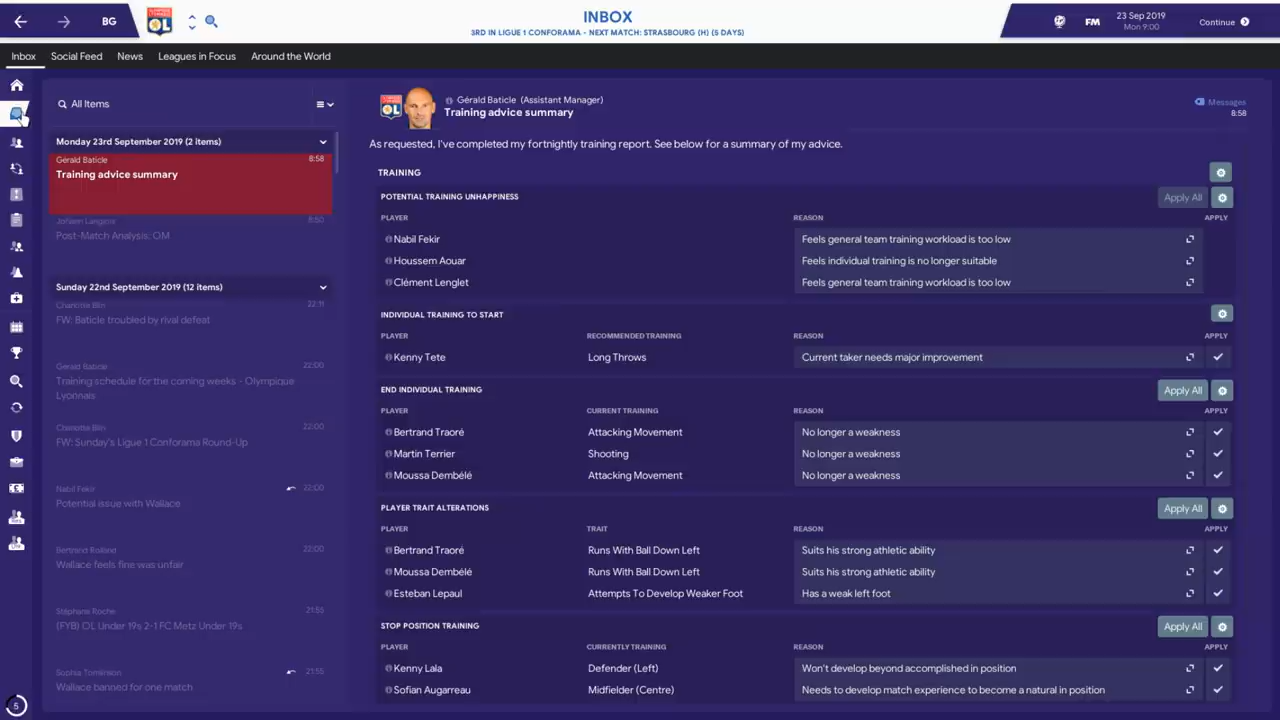 BG
INBOX
3RD IN LIGUE 1 CONFORAMA - NEXT MATCH: STRASBOURG (H) (5 DAYS)
FM
23 Sep 2019
Mon 9:00
Continue
Inbox
Social Feed
News
Leagues in Focus
Around the World
All Items
Monday 23rd September 2019 (2 items)
Gérald Baticle 8:58
Training advice summary
8:50
Post-Match Analysis: OM
Sunday 22nd September 2019 (12 items)
Charlotte Blin 22:11
FW: Baticle troubled by rival defeat
Gérald Baticle 22:00
Training schedule for the coming weeks - Olympique
Lyonnais
Charlotte Blin 22:00
FW: Sunday's Ligue 1 Conforama Round-Up
Nabil Fekir 22:00
Potential issue with Wallace
Bertrand Rolland 22:00
Wallace feels fine was unfair
Stéphane Roche 21:55
(FYB) OL Under 19s 2-1 FC Metz Under 19s
Sophia Tomlinson 21:55
Wallace banned for one match
5
Gérald Baticle (Assistant Manager)
Training advice summary
Messages
8:58
As requested, I've completed my fortnightly training report. See below for a summary of my advice.
TRAINING
POTENTIAL TRAINING UNHAPPINESS Apply All
PLAYER REASON APPLY
Nabil Fekir Feels general team training workload is too low
Houssem Aouar Feels individual training is no longer suitable
Clément Lenglet Feels general team training workload is too low
INDIVIDUAL TRAINING TO START
PLAYER RECOMMENDED TRAINING REASON APPLY
Kenny Tete Long Throws Current taker needs major improvement
END INDIVIDUAL TRAINING Apply All
PLAYER CURRENT TRAINING REASON APPLY
Bertrand Traoré Attacking Movement No longer a weakness
Martin Terrier Shooting No longer a weakness
Moussa Dembélé Attacking Movement No longer a weakness
PLAYER TRAIT ALTERATIONS Apply All
PLAYER TRAIT REASON APPLY
Bertrand Traoré Runs With Ball Down Left Suits his strong athletic ability
Moussa Dembélé Runs With Ball Down Left Suits his strong athletic ability
Esteban Lepaul Attempts To Develop Weaker Foot Has a weak left foot
STOP POSITION TRAINING Apply All
PLAYER CURRENTLY TRAINING REASON APPLY
Kenny Lala Defender (Left) Won't develop beyond accomplished in position
Sofian Augarreau Midfielder (Centre) Needs to develop match experience to become a natural in position